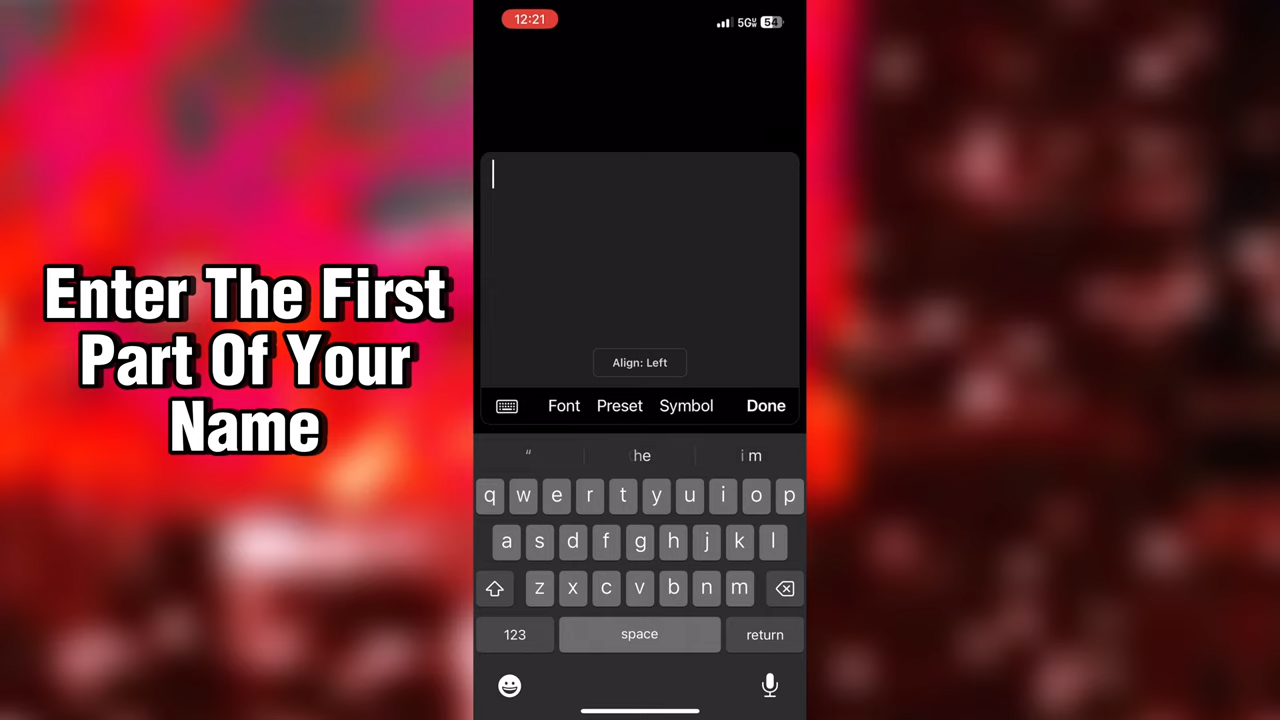 12:21
5G
54
Enter The First
Part Of Your
Name
Align: Left
Font Preset Symbol Done
“ he i m
q w e r t y u i o p
a s d f g h j k l
z x c v b n m
123 space return